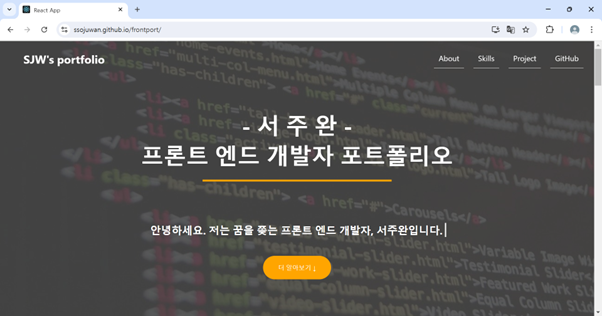 React App
ssojuwan.github.io/frontport/
SJW's portfolio
About
Skills
Project
GitHub
- 서 주 완 -
프론트 엔드 개발자 포트폴리오
안녕하세요. 저는 꿈을 쫓는 프론트 엔드 개발자, 서주완입니다.
더 알아보기 ↓